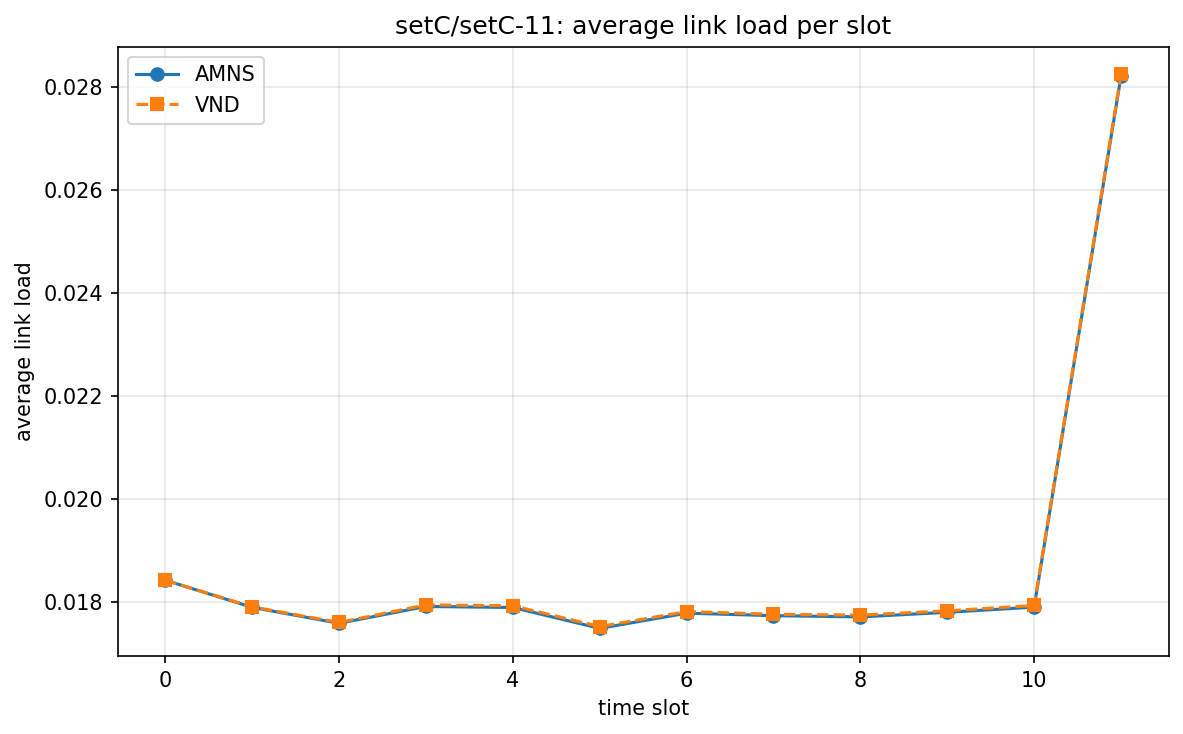 setC/setC-11: average link load per slot
AMNS
VND
0.028
0.026
0.024
0.022
0.020
0.018
average link load
0 2 4 6 8 10
time slot